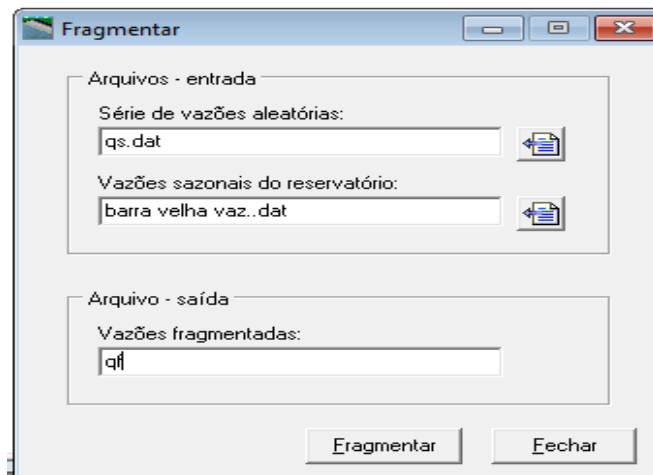 Fragmentar
Arquivos - entrada
Série de vazões aleatórias:
qs.dat
Vazões sazonais do reservatório:
barra velha vaz..dat
Arquivo - saída
Vazões fragmentadas:
qf
Fragmentar
Fechar